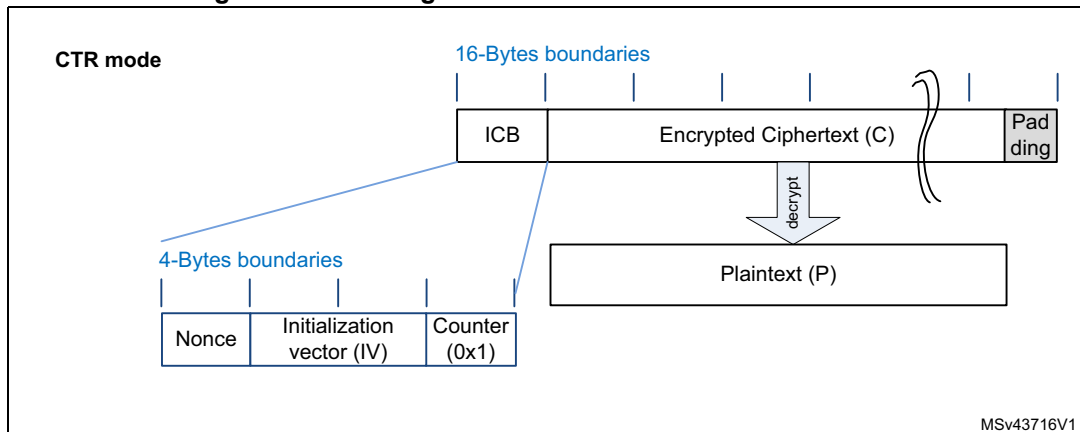 CTR mode
16-Bytes boundaries
ICB
Encrypted Ciphertext (C)
Pad
ding
decrypt
4-Bytes boundaries
Plaintext (P)
Nonce
Initialization
vector (IV)
Counter
(0x1)
MSv43716V1